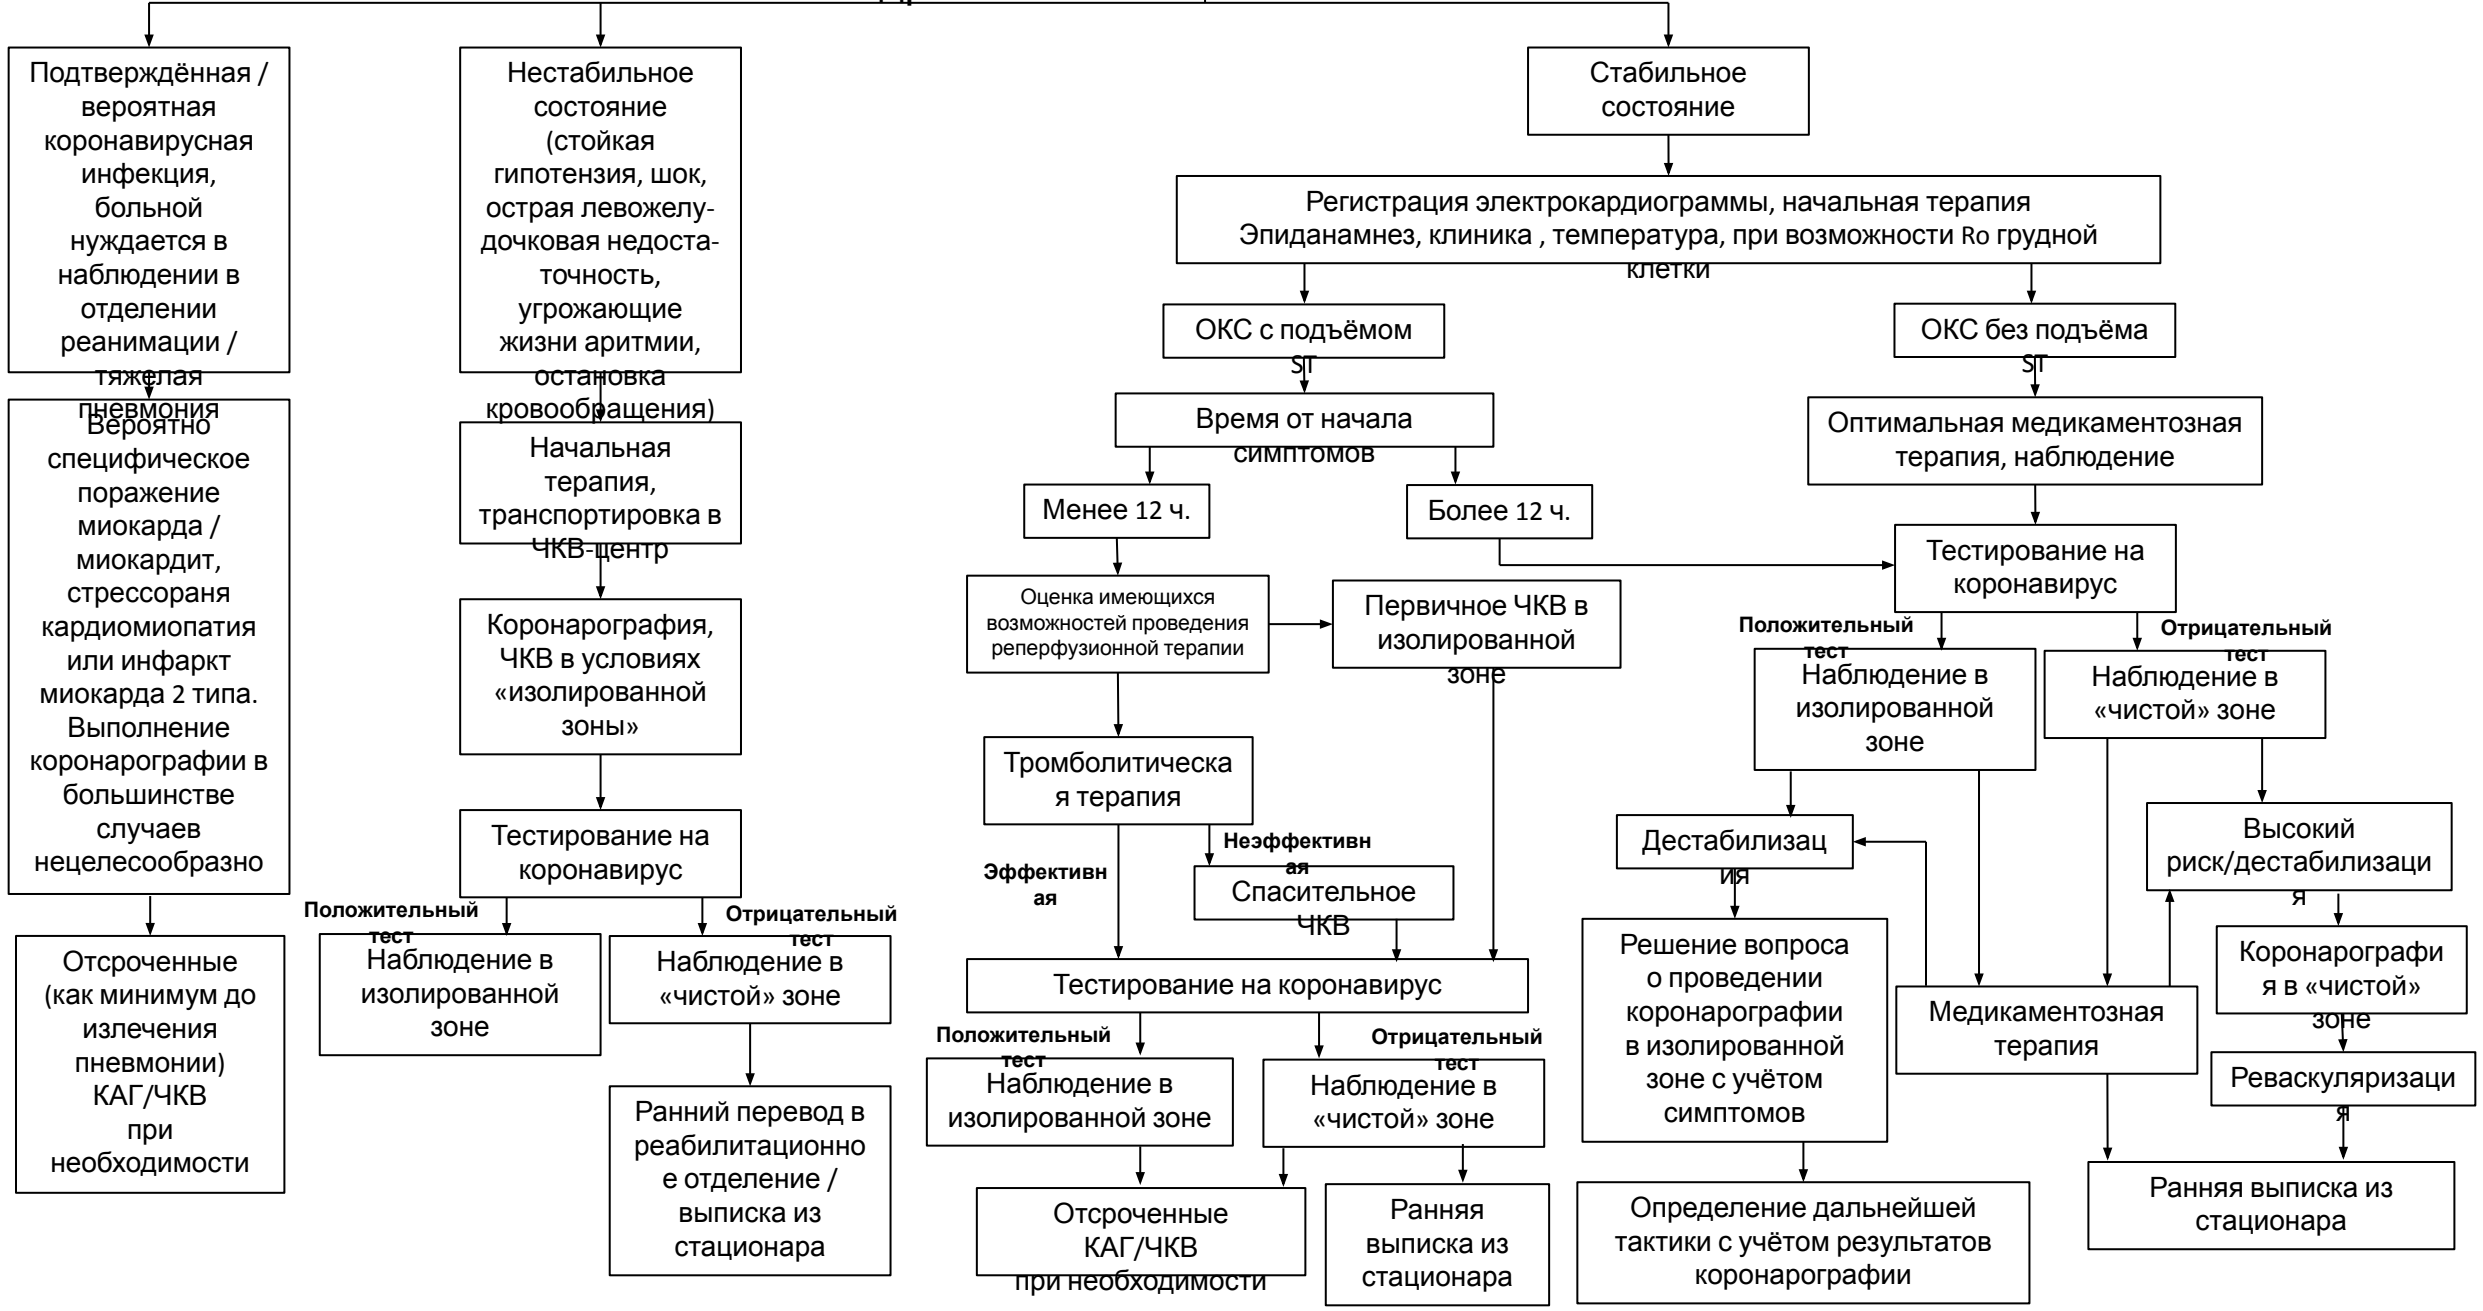 Подтверждённая /
вероятная
коронавирусная
инфекция,
больной
нуждается в
наблюдении в
отделении
реанимации /
тяжелая
пневмония
Вероятно
специфическое
поражение
миокарда /
миокардит,
стрессораня
кардиомиопатия
или инфаркт
миокарда 2 типа.
Выполнение
коронарографии в
большинстве
случаев
нецелесообразно
Отсроченные
(как минимум до
излечения
пневмонии)
КАГ/ЧКВ
при
необходимости
Нестабильное
состояние
(стойкая
гипотензия, шок,
острая левожелу-
дочковая недоста-
точность,
угрожающие
жизни аритмии,
остановка
кровообращения)
Начальная
терапия,
транспортировка в
ЧКВ-центр
Коронарография,
ЧКВ в условиях
«изолированной
зоны»
Тестирование на
коронавирус
Положительный
тест
Отрицательный
тест
Наблюдение в
изолированной
зоне
Наблюдение в
«чистой» зоне
Ранний перевод в
реабилитационно
е отделение /
выписка из
стационара
Стабильное
состояние
Регистрация электрокардиограммы, начальная терапия
Эпиданамнез, клиника , температура, при возможности Ro грудной
клетки
ОКС с подъёмом
ST
Время от начала
симптомов
Менее 12 ч.
Более 12 ч.
Оценка имеющихся
возможностей проведения
реперфузионной терапии
Первичное ЧКВ в
изолированной
зоне
Тромболитическа
я терапия
Эффективн
ая
Неэффективн
ая
Спасительное
ЧКВ
Тестирование на коронавирус
Положительный
тест
Отрицательный
тест
Наблюдение в
изолированной зоне
Наблюдение в
«чистой» зоне
Отсроченные
КАГ/ЧКВ
при необходимости
Ранняя
выписка из
стационара
ОКС без подъёма
ST
Оптимальная медикаментозная
терапия, наблюдение
Тестирование на
коронавирус
Положительный
тест
Отрицательный
тест
Наблюдение в
изолированной
зоне
Наблюдение в
«чистой» зоне
Дестабилизац
ия
Решение вопроса
о проведении
коронарографии
в изолированной
зоне с учётом
симптомов
Определение дальнейшей
тактики с учётом результатов
коронарографии
Медикаментозная
терапия
Высокий
риск/дестабилизаци
я
Коронарографи
я в «чистой»
зоне
Реваскуляризаци
я
Ранняя выписка из
стационара